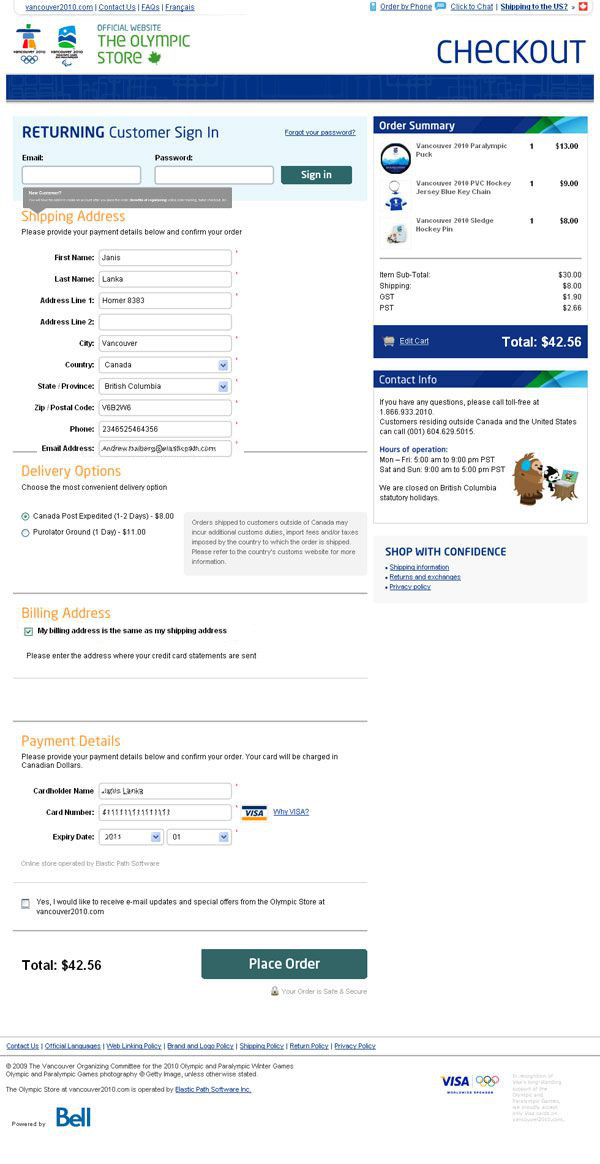 vancouver2010.com | Contact Us | FAQs | Français
Order by Phone Click to Chat | Shipping to the US? »
OFFICIAL WEBSITE
THE OLYMPIC
STORE
CHECKOUT
RETURNING Customer Sign In
Forgot your password?
Email: Password:
Sign in
New Customer?
Shipping Address
Please provide your payment details below and confirm your order
First Name: Janis *
Last Name: Lanka *
Address Line 1: Homer 8383 *
Address Line 2:
City: Vancouver *
Country: Canada *
State / Province: British Columbia *
Zip / Postal Code: V6B2W6 *
Phone: 2346525464356 *
Email Address: Andrew.halberg@elasticpath.com *
Delivery Options
Choose the most convenient delivery option
Canada Post Expedited (1-2 Days) - $8.00
Purolator Ground (1 Day) - $11.00
Orders shipped to customers outside of Canada may
incur additional customs duties, import fees and/or taxes
imposed by the country to which the order is shipped.
Please refer to the country's customs website for more
information.
Billing Address
My billing address is the same as my shipping address
Please enter the address where your credit card statements are sent
Payment Details
Please provide your payment details below and confirm your order. Your card will be charged in
Canadian Dollars.
Cardholder Name Janis Lanka *
Card Number: * VISA Why VISA?
Expiry Date: 2011 01 *
Online store operated by Elastic Path Software
Yes, I would like to receive e-mail updates and special offers from the Olympic Store at
vancouver2010.com
Total: $42.56
Place Order
Your Order is Safe & Secure
Order Summary
Vancouver 2010 Paralympic 1 $13.00
Puck
Vancouver 2010 PVC Hockey 1 $9.00
Jersey Blue Key Chain
Vancouver 2010 Sledge 1 $8.00
Hockey Pin
Item Sub-Total: $30.00
Shipping: $8.00
GST $1.90
PST $2.66
Edit Cart Total: $42.56
Contact Info
If you have any questions, please call toll-free at
1.866.933.2010.
Customers residing outside Canada and the United States
can call (001) 604.629.5015.
Hours of operation:
Mon – Fri: 5:00 am to 9:00 pm PST
Sat and Sun: 9:00 am to 5:00 pm PST
We are closed on British Columbia
statutory holidays.
SHOP WITH CONFIDENCE
• Shipping information
• Returns and exchanges
• Privacy policy
Contact Us | Official Languages | Web Linking Policy | Brand and Logo Policy | Shipping Policy | Return Policy | Privacy Policy
© 2009 The Vancouver Organizing Committee for the 2010 Olympic and Paralympic Winter Games
Olympic and Paralympic Games photography © Getty Image, unless otherwise stated.
The Olympic Store at vancouver2010.com is operated by Elastic Path Software Inc.
Powered by Bell
VISA
WORLDWIDE SPONSOR
In recognition of
Visa's long-standing
support of the
Olympic and
Paralympic Games,
we proudly accept
only Visa cards on
vancouver2010.com.